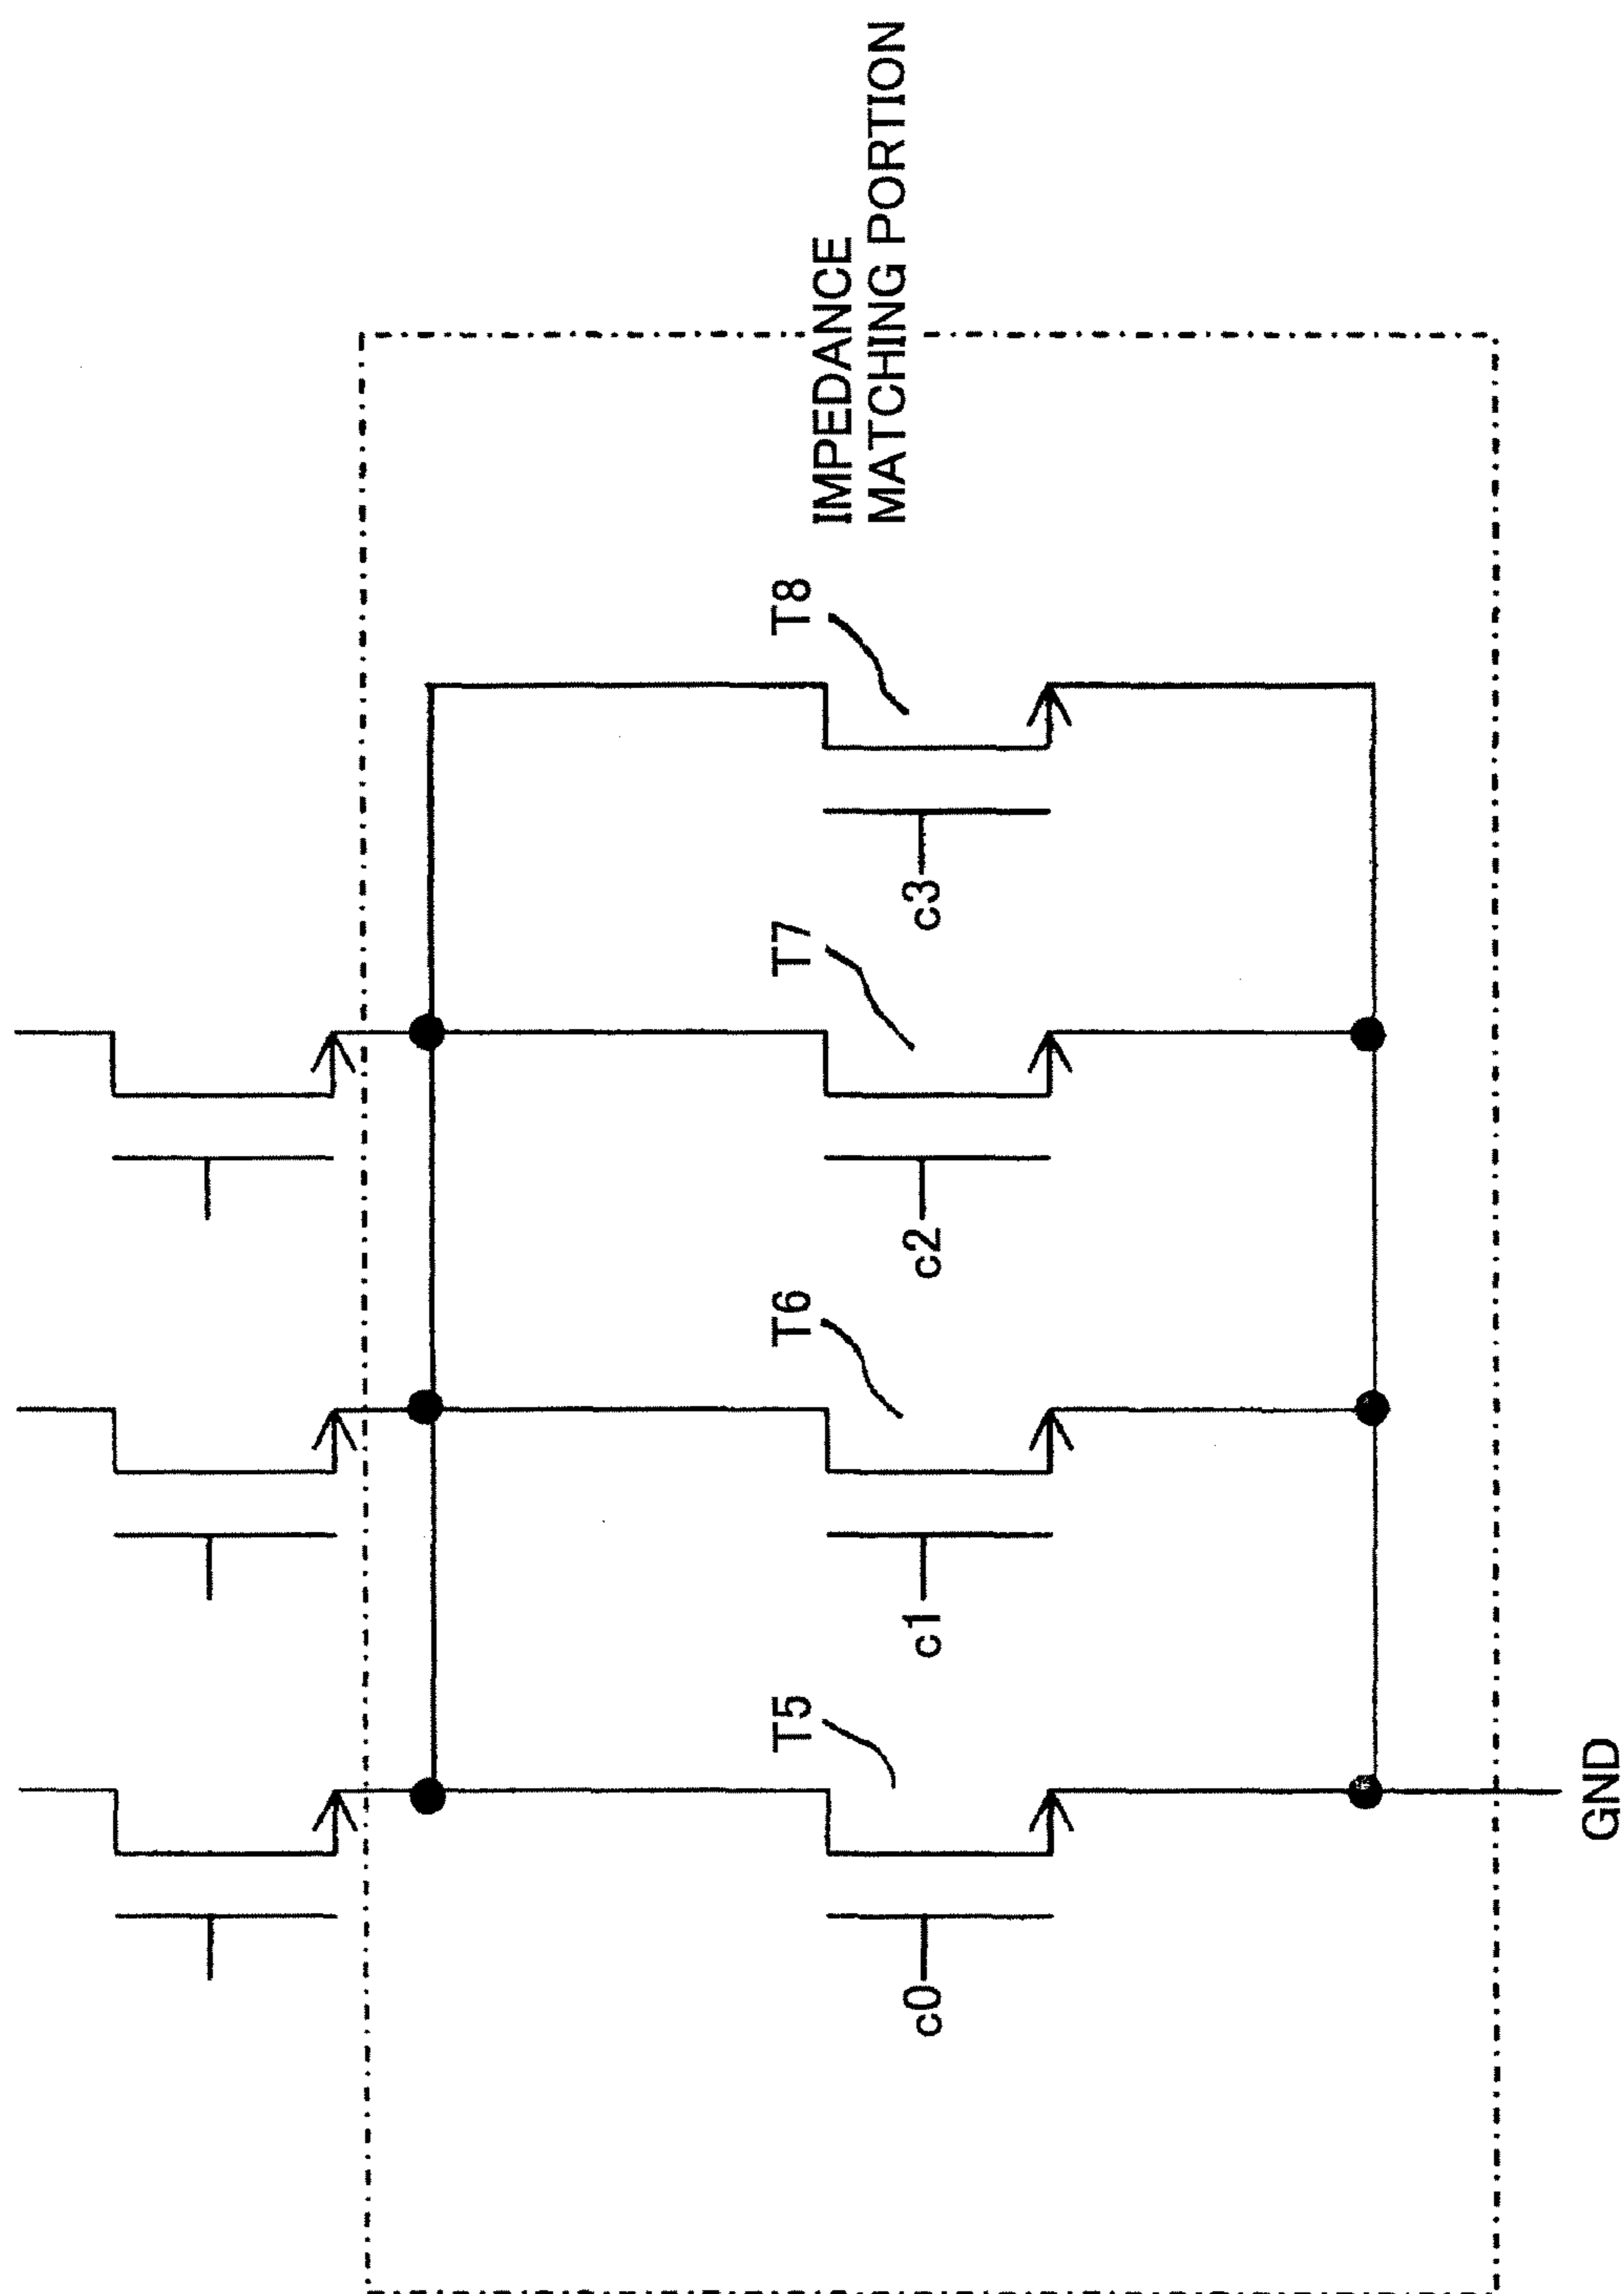 IMPEDANCE
MATCHING PORTION
T5
T6
T7
T8
c0
c1
c2
c3
GND